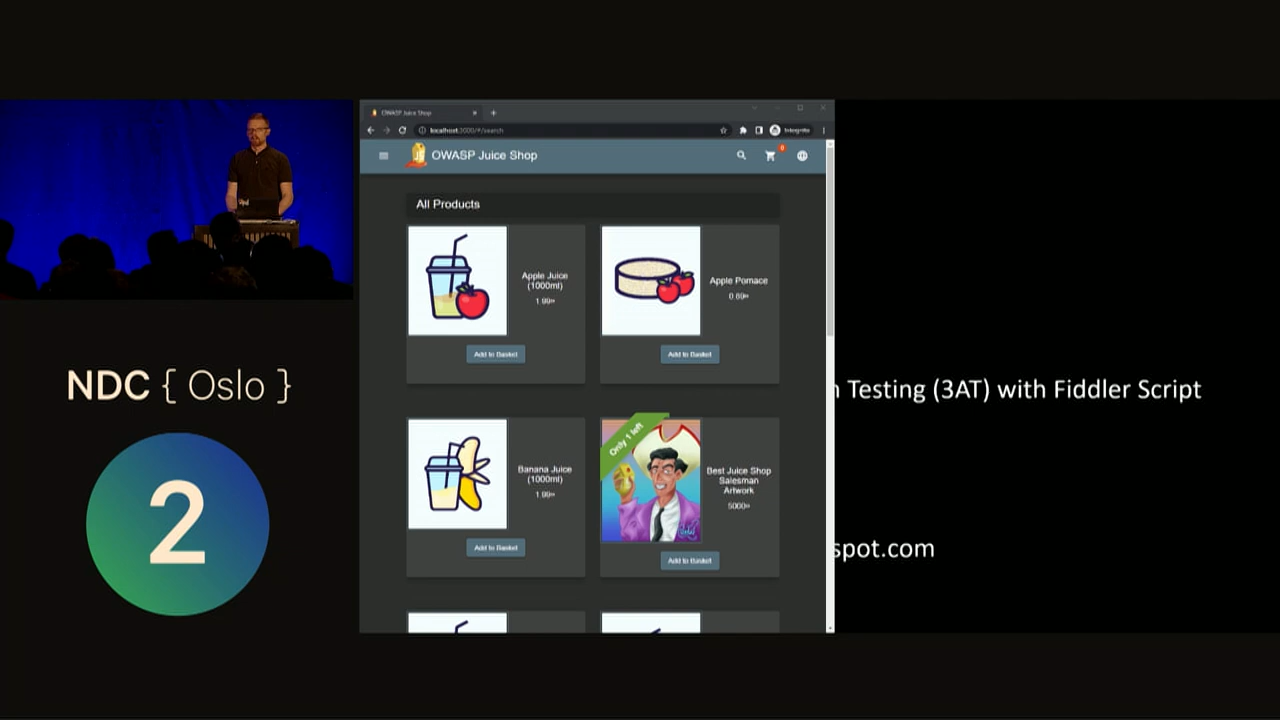 OWASP Juice Shop
localhost:3000/#/search
Incognito
OWASP Juice Shop
All Products
Apple Juice
(1000ml)
1.99¤
Add to Basket
Apple Pomace
0.89¤
Add to Basket
Banana Juice
(1000ml)
1.99¤
Add to Basket
Only 1 left
Best Juice Shop
Salesman
Artwork
5000¤
Add to Basket
NDC { Oslo }
2
Testing (3AT) with Fiddler Script
spot.com